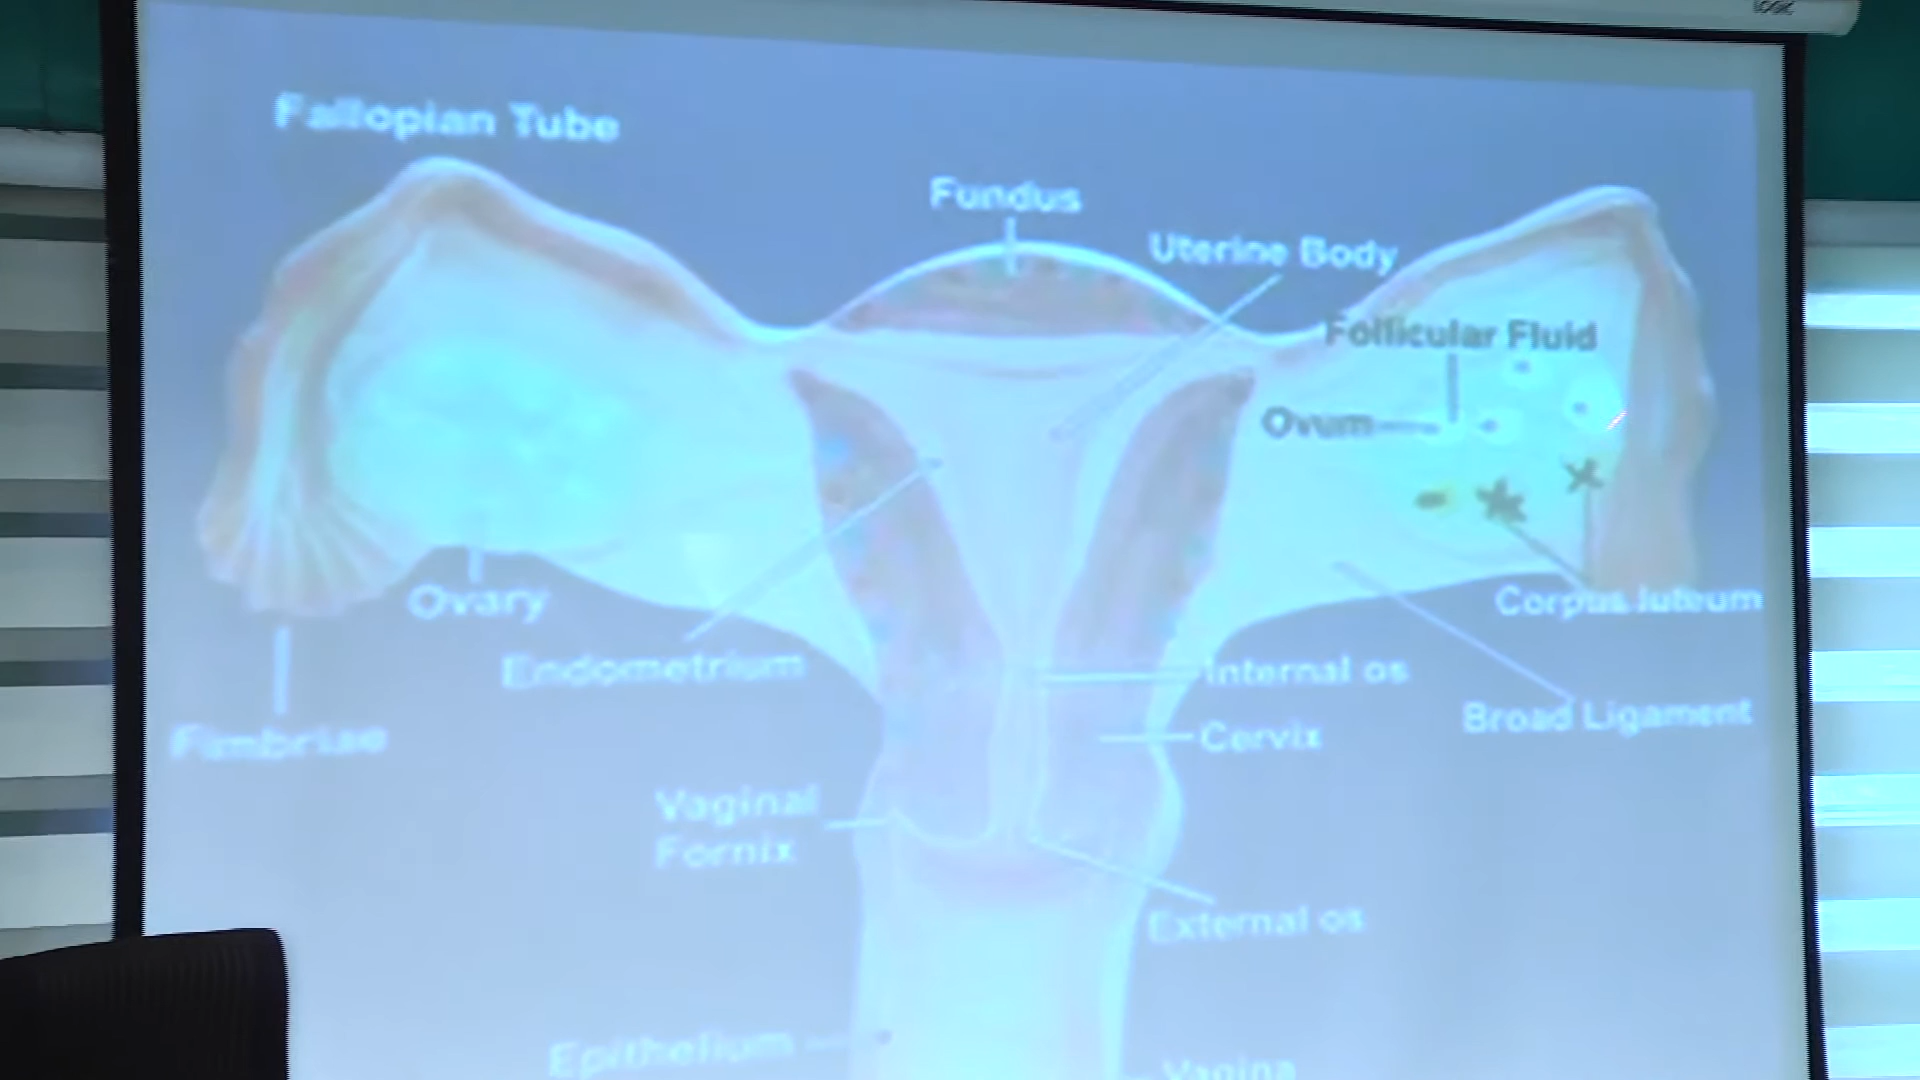 LOGIC
Fallopian Tube
Fundus
Uterine Body
Follicular Fluid
Ovum
Ovary
Corpus luteum
Endometrium
Internal os
Broad Ligament
Fimbriae
Cervix
Vaginal
Fornix
External os
Epithelium
Vagina